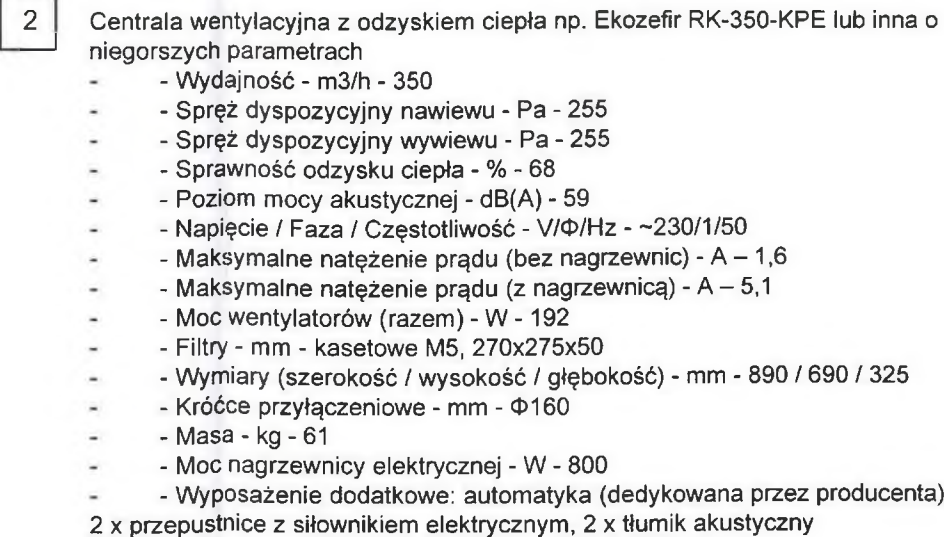 2 Centrala wentylacyjna z odzyskiem ciepła np. Ekozefir RK-350-KPE lub inna o
niegorszych parametrach
- - Wydajność - m3/h - 350
- - Spręż dyspozycyjny nawiewu - Pa - 255
- - Spręż dyspozycyjny wywiewu - Pa - 255
- - Sprawność odzysku ciepła - % - 68
- - Poziom mocy akustycznej - dB(A) - 59
- - Napięcie / Faza / Częstotliwość - V/Φ/Hz - ~230/1/50
- - Maksymalne natężenie prądu (bez nagrzewnic) - A – 1,6
- - Maksymalne natężenie prądu (z nagrzewnicą) - A – 5,1
- - Moc wentylatorów (razem) - W - 192
- - Filtry - mm - kasetowe M5, 270x275x50
- - Wymiary (szerokość / wysokość / głębokość) - mm - 890 / 690 / 325
- - Króćce przyłączeniowe - mm - Φ160
- - Masa - kg - 61
- - Moc nagrzewnicy elektrycznej - W - 800
- - Wyposażenie dodatkowe: automatyka (dedykowana przez producenta)
2 x przepustnice z siłownikiem elektrycznym, 2 x tłumik akustyczny